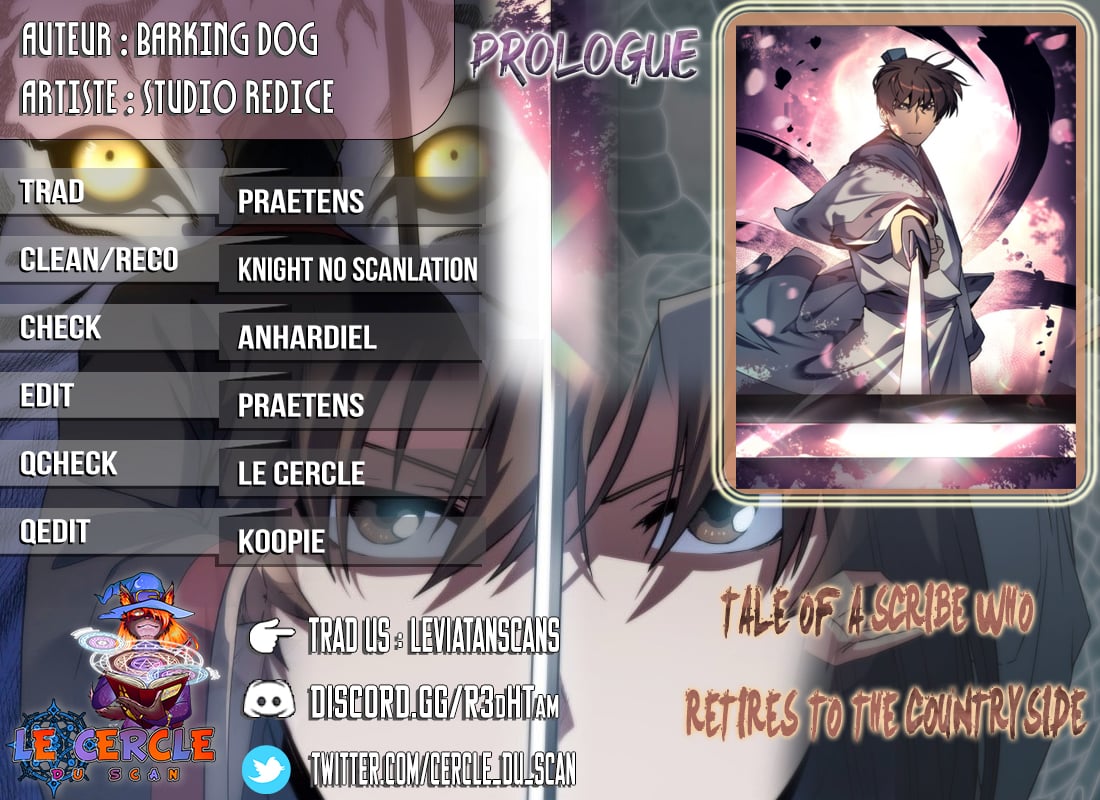 AUTEUR : BARKING DOG
ARTISTE : STUDIO REDICE
PROLOGUE
TRAD PRAETENS
CLEAN/RECO KNIGHT NO SCANLATION
CHECK ANHARDIEL
EDIT PRAETENS
QCHECK LE CERCLE
QEDIT KOOPIE
TRAD US : LEVIATANSCANS
DISCORD.GG/R3DHTAM
TWITTER.COM/CERCLE_DU_SCAN
LE CERCLE
DU SCAN
TALE OF A SCRIBE WHO
RETIRES TO THE COUNTRYSIDE